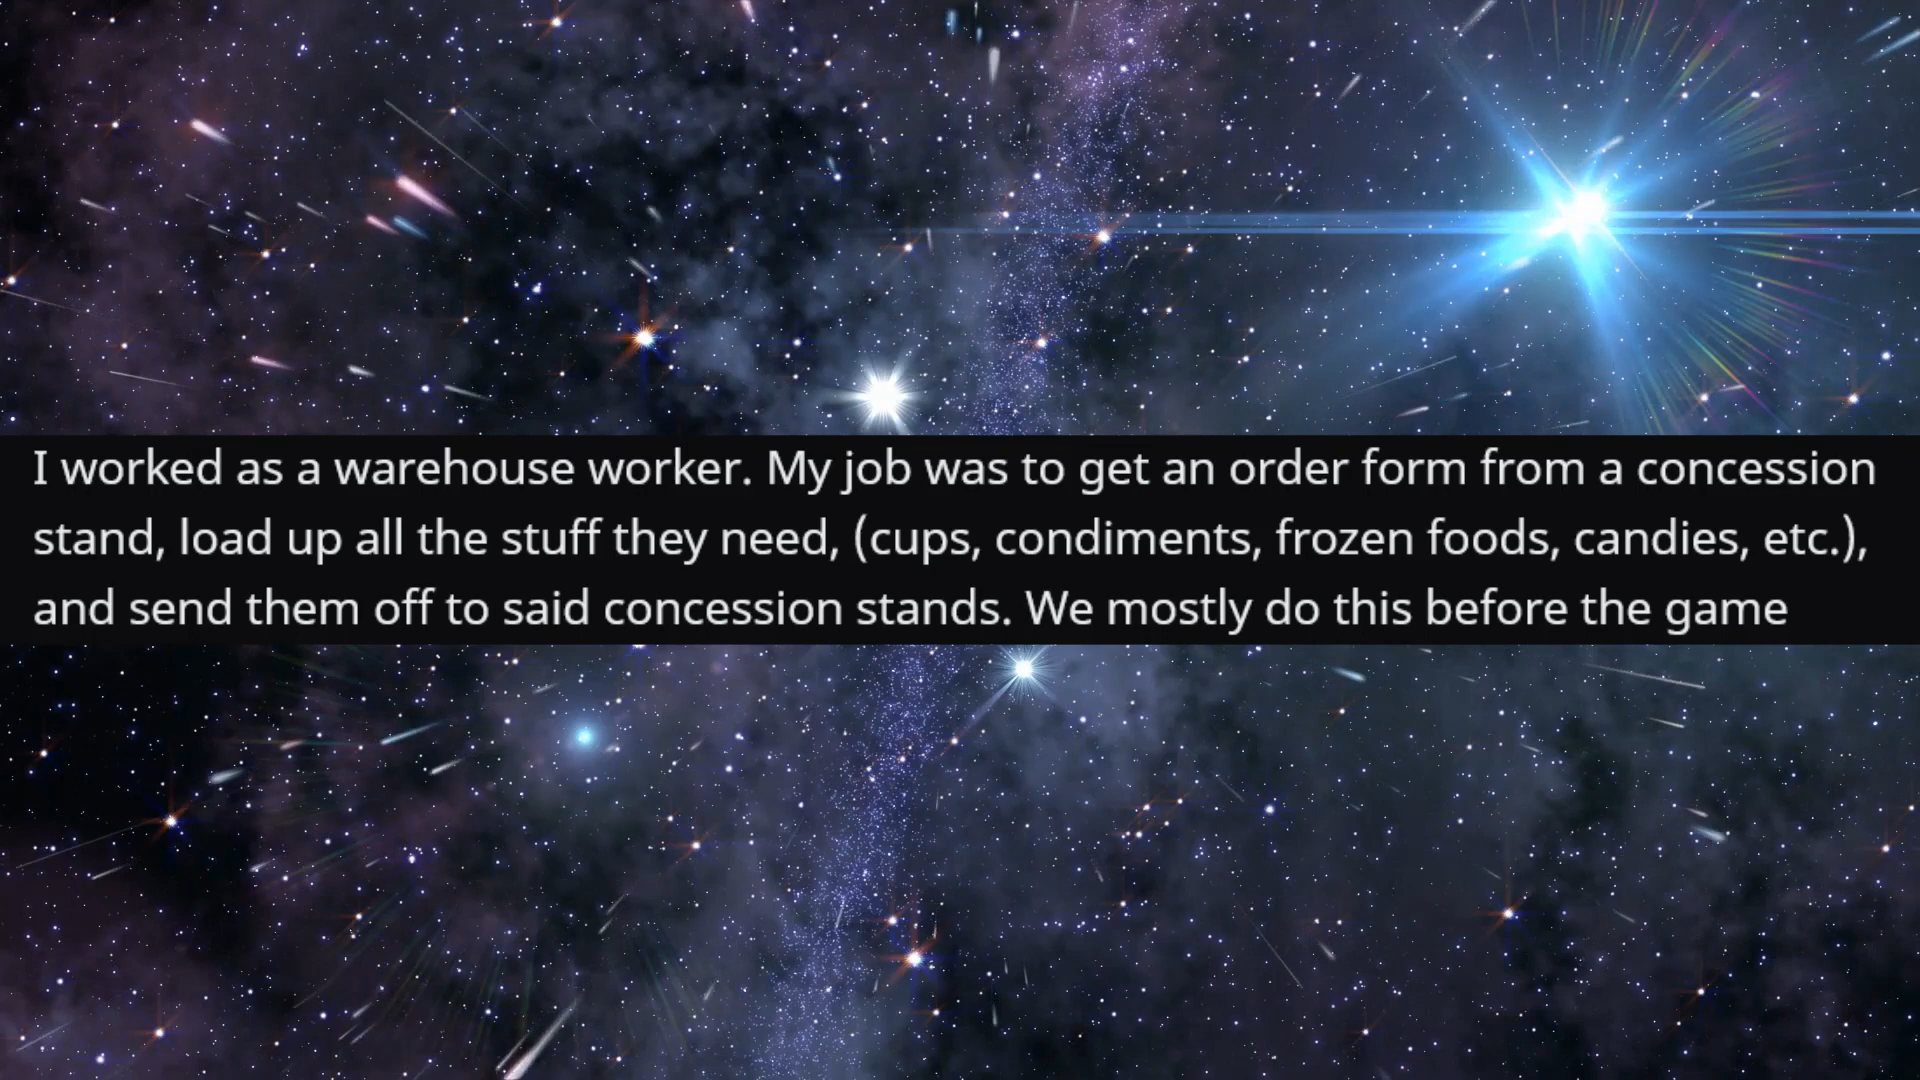 I worked as a warehouse worker. My job was to get an order form from a concession
stand, load up all the stuff they need, (cups, condiments, frozen foods, candies, etc.),
and send them off to said concession stands. We mostly do this before the game